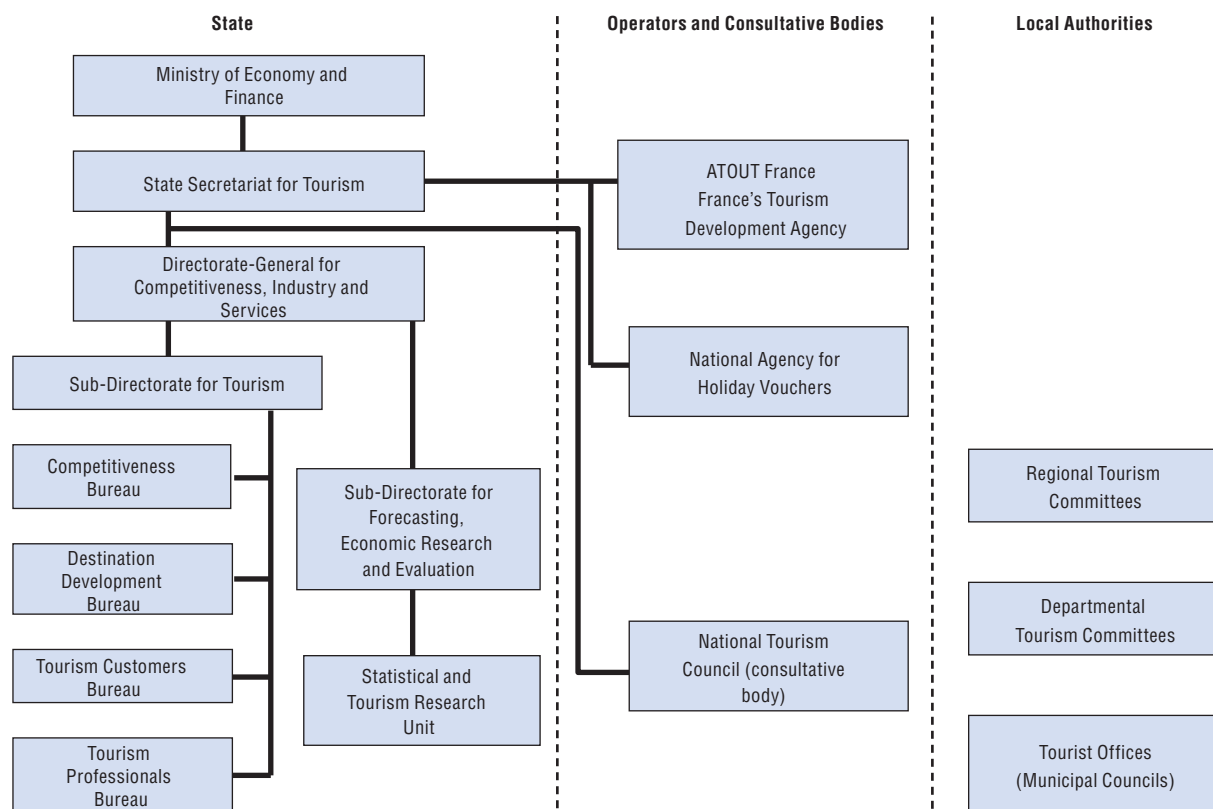 State
Operators and Consultative Bodies
Local Authorities
Ministry of Economy and
Finance
State Secretariat for Tourism
ATOUT France
France’s Tourism
Development Agency
Directorate-General for
Competitiveness, Industry and
Services
National Agency for
Holiday Vouchers
Sub-Directorate for Tourism
Competitiveness
Bureau
Sub-Directorate for
Forecasting,
Economic Research
and Evaluation
Regional Tourism
Committees
Destination
Development
Bureau
Departmental
Tourism Committees
Tourism Customers
Bureau
Statistical and
Tourism Research
Unit
National Tourism
Council (consultative
body)
Tourism
Professionals
Bureau
Tourist Offices
(Municipal Councils)